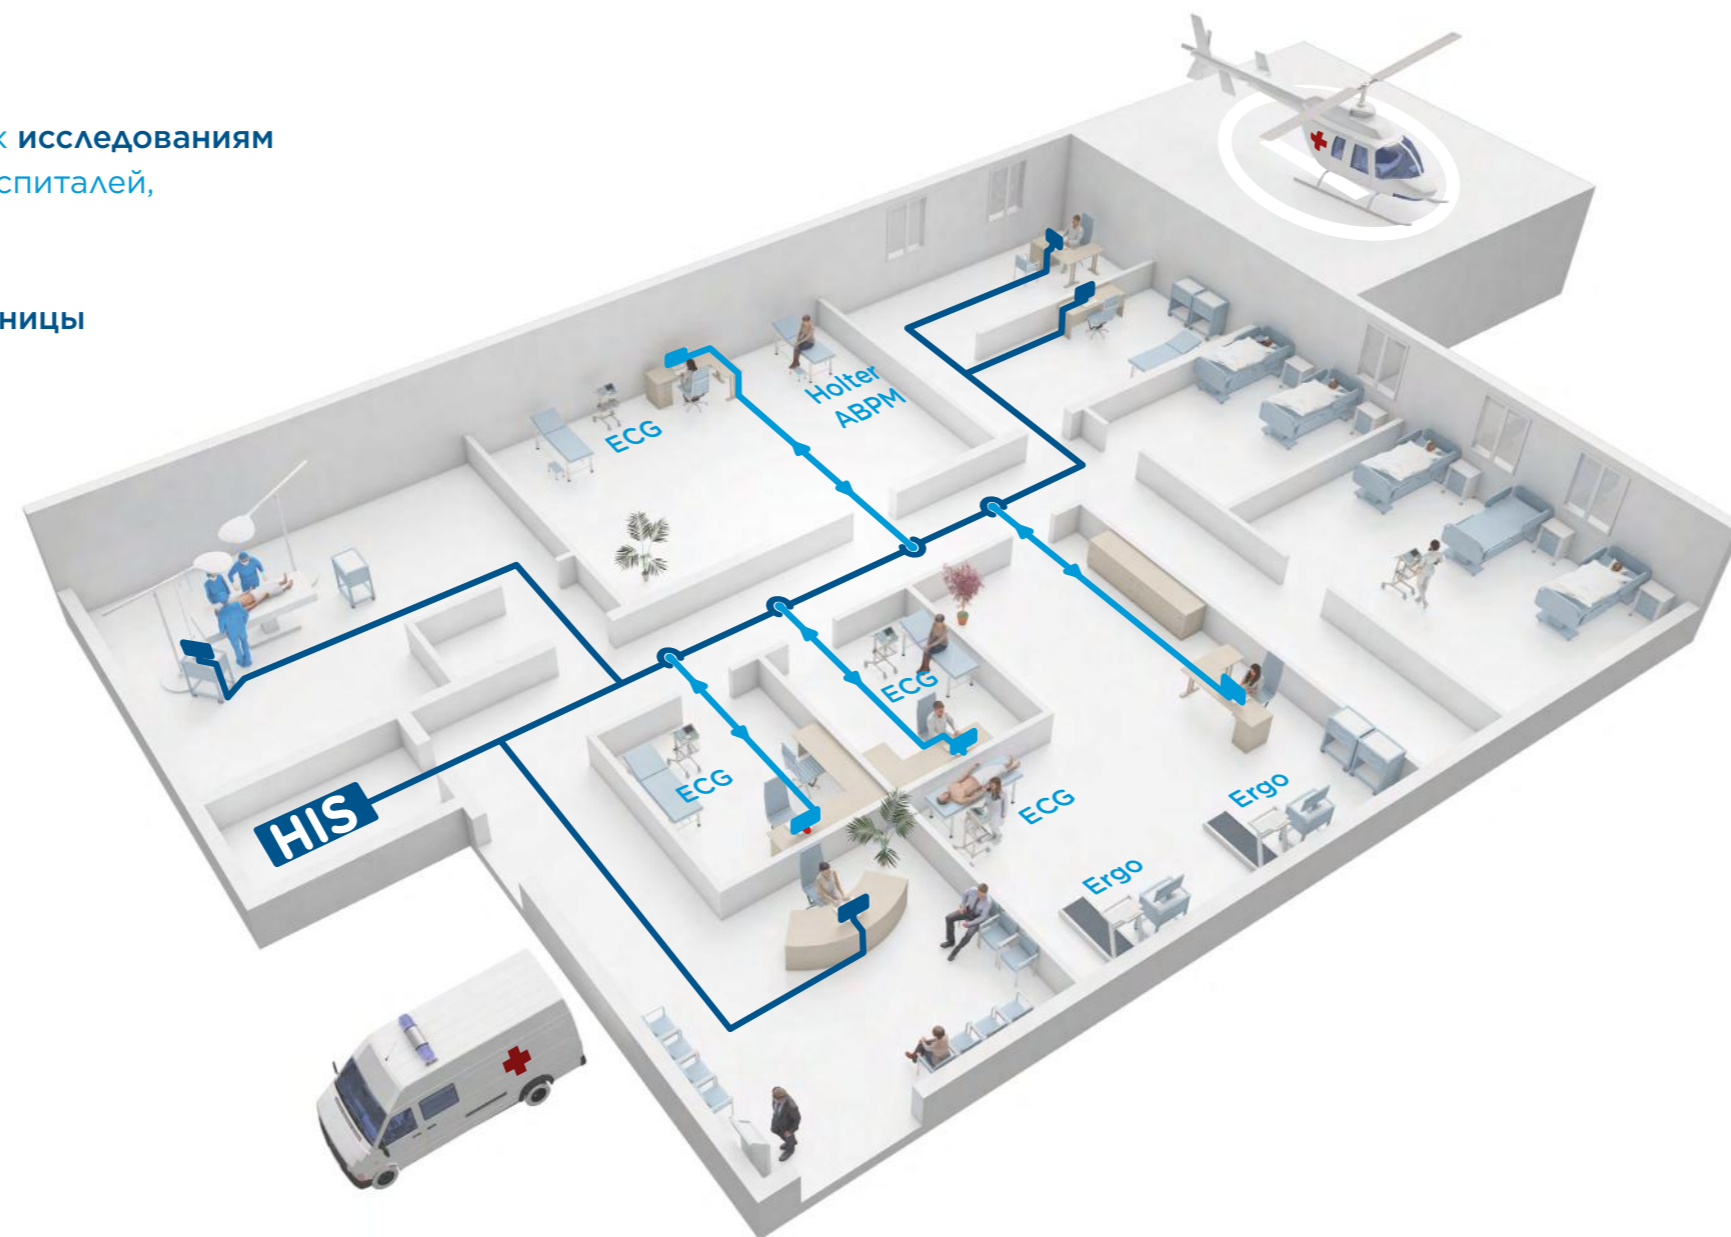 к исследованиям
спиталей,
ницы
Holter
ABPM
ECG
ECG
ECG
ECG
Ergo
Ergo
HIS